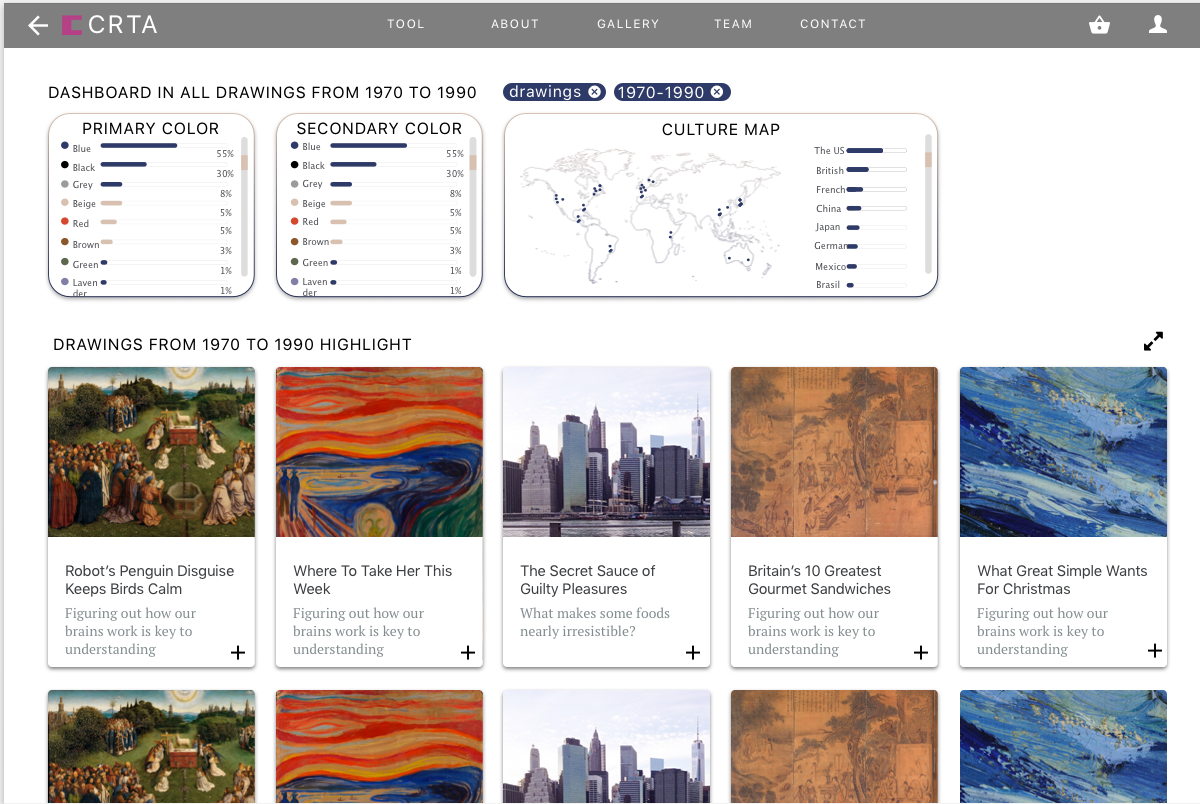 CRTA
TOOL
ABOUT
GALLERY
TEAM
CONTACT
DASHBOARD IN ALL DRAWINGS FROM 1970 TO 1990
drawings
1970-1990
PRIMARY COLOR
Blue
55%
Black
30%
Grey
8%
Beige
5%
Red
5%
Brown
3%
Green
1%
Laven
der
1%
SECONDARY COLOR
Blue
55%
Black
30%
Grey
8%
Beige
5%
Red
5%
Brown
3%
Green
1%
Laven
der
1%
CULTURE MAP
The US
British
French
China
Japan
German
Mexico
Brasil
DRAWINGS FROM 1970 TO 1990 HIGHLIGHT
Robot's Penguin Disguise
Keeps Birds Calm
Figuring out how our
brains work is key to
understanding
Where To Take Her This
Week
Figuring out how our
brains work is key to
understanding
The Secret Sauce of
Guilty Pleasures
What makes some foods
nearly irresistible?
Britain's 10 Greatest
Gourmet Sandwiches
Figuring out how our
brains work is key to
understanding
What Great Simple Wants
For Christmas
Figuring out how our
brains work is key to
understanding